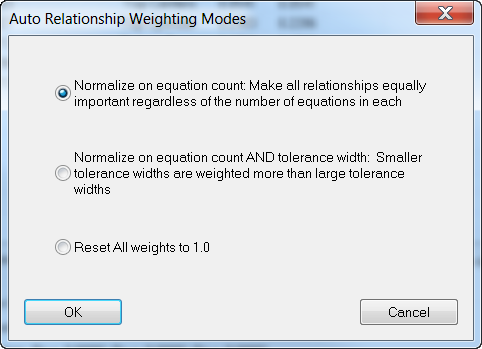 Auto Relationship Weighting Modes
Normalize on equation count: Make all relationships equally
important regardless of the number of equations in each
Normalize on equation count AND tolerance width:  Smaller
tolerance widths are weighted more than large tolerance
widths
Reset All weights to 1.0
OK
Cancel